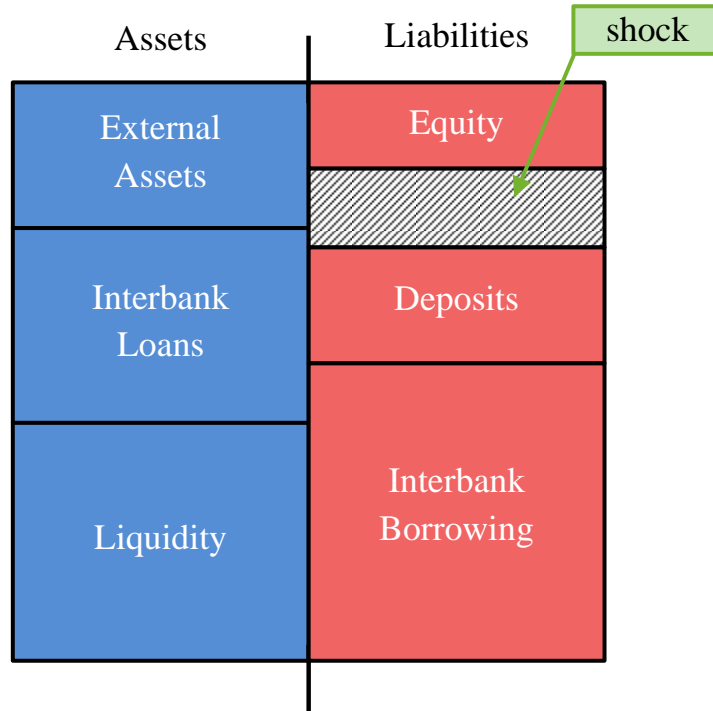 Assets
Liabilities
shock
External
Assets
Equity
Interbank
Loans
Deposits
Liquidity
Interbank
Borrowing